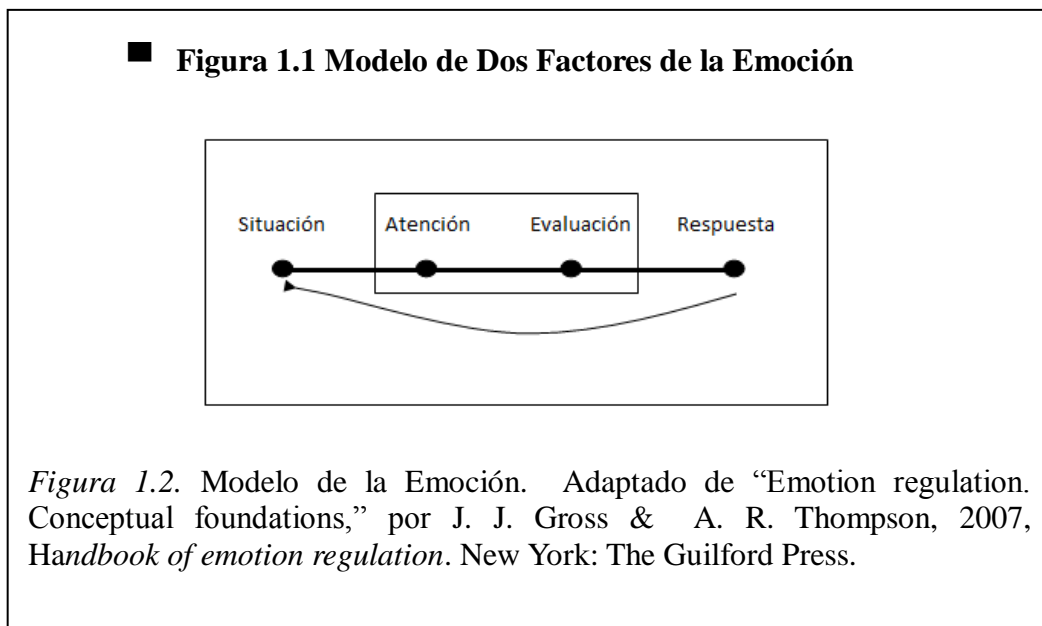 Figura 1.1 Modelo de Dos Factores de la Emoción
Situación Atención Evaluación Respuesta
Figura 1.2. Modelo de la Emoción. Adaptado de “Emotion regulation.
Conceptual foundations,” por J. J. Gross & A. R. Thompson, 2007,
Handbook of emotion regulation. New York: The Guilford Press.